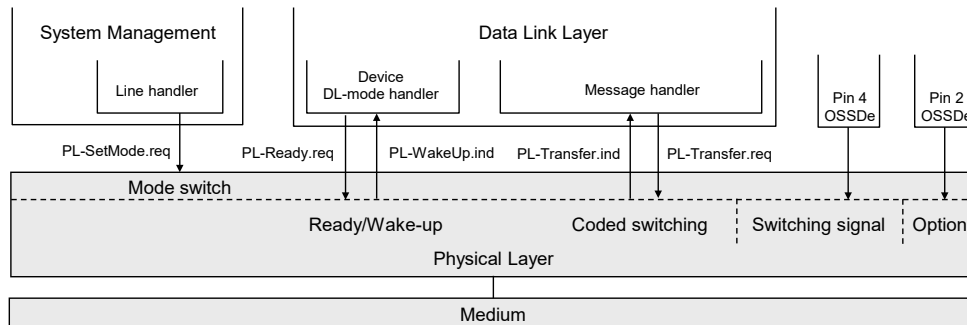 System Management
Data Link Layer
Line handler
Device
DL-mode handler
Message handler
Pin 4
OSSDe
Pin 2
OSSDe
PL-SetMode.req
PL-Ready.req
PL-WakeUp.ind
PL-Transfer.ind
PL-Transfer.req
Mode switch
Ready/Wake-up
Coded switching
Switching signal
Option
Physical Layer
Medium